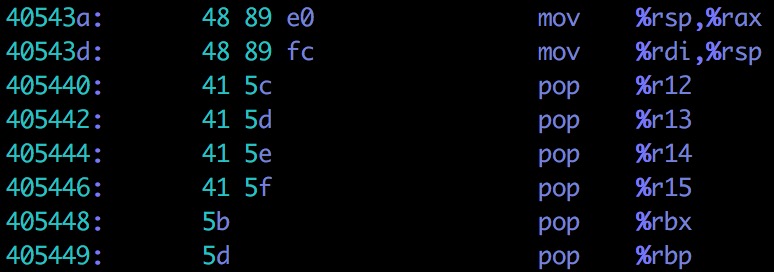 40543a: 48 89 e0 mov %rsp,%rax
40543d: 48 89 fc mov %rdi,%rsp
405440: 41 5c pop %r12
405442: 41 5d pop %r13
405444: 41 5e pop %r14
405446: 41 5f pop %r15
405448: 5b pop %rbx
405449: 5d pop %rbp